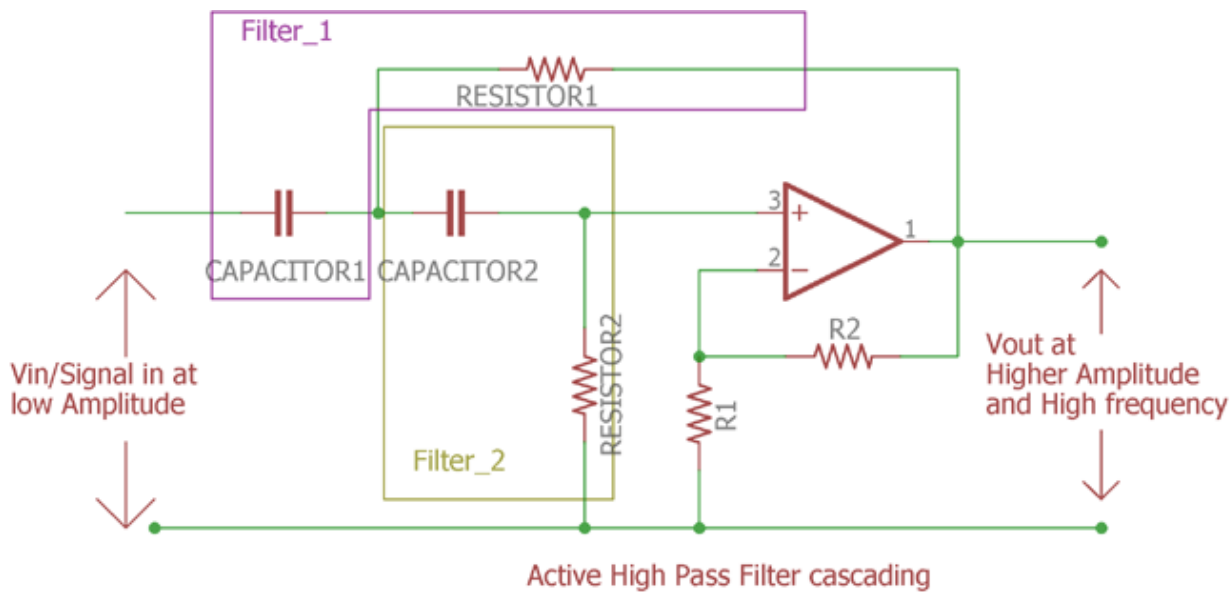 Filter_1
RESISTOR1
CAPACITOR1
CAPACITOR2
3
+
2
−
1
R2
RESISTOR2
R1
Filter_2
Vin/Signal in at
low Amplitude
Vout at
Higher Amplitude
and High frequency
Active High Pass Filter cascading